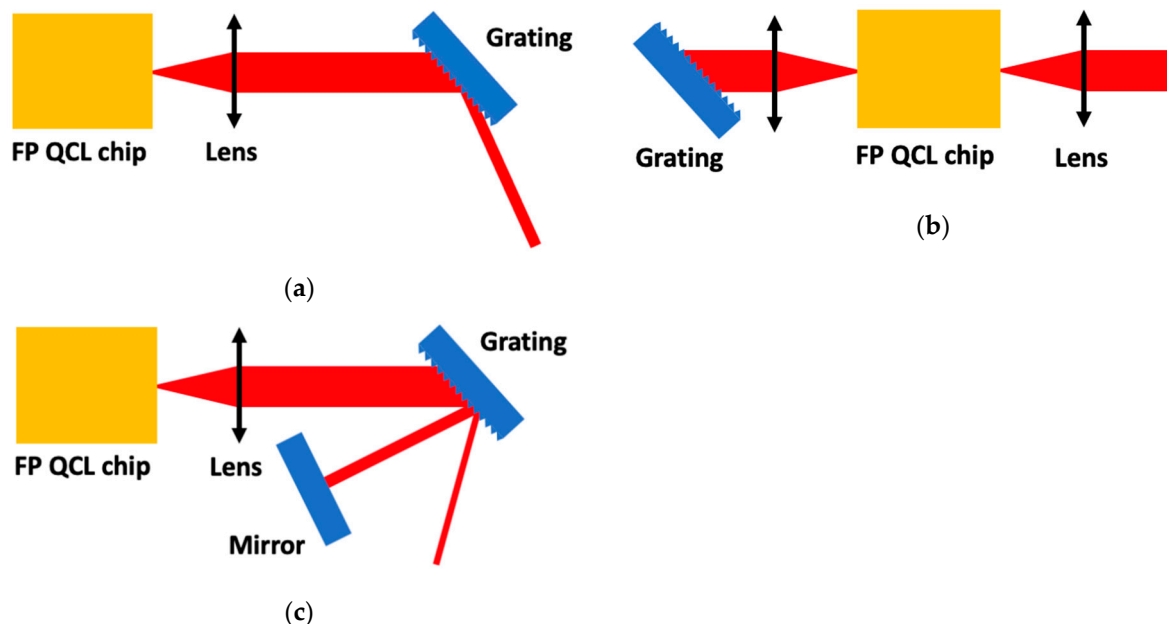 Grating
FP QCL chip
Lens
(a)
Grating
FP QCL chip
Lens
(b)
Grating
FP QCL chip
Lens
Mirror
(c)